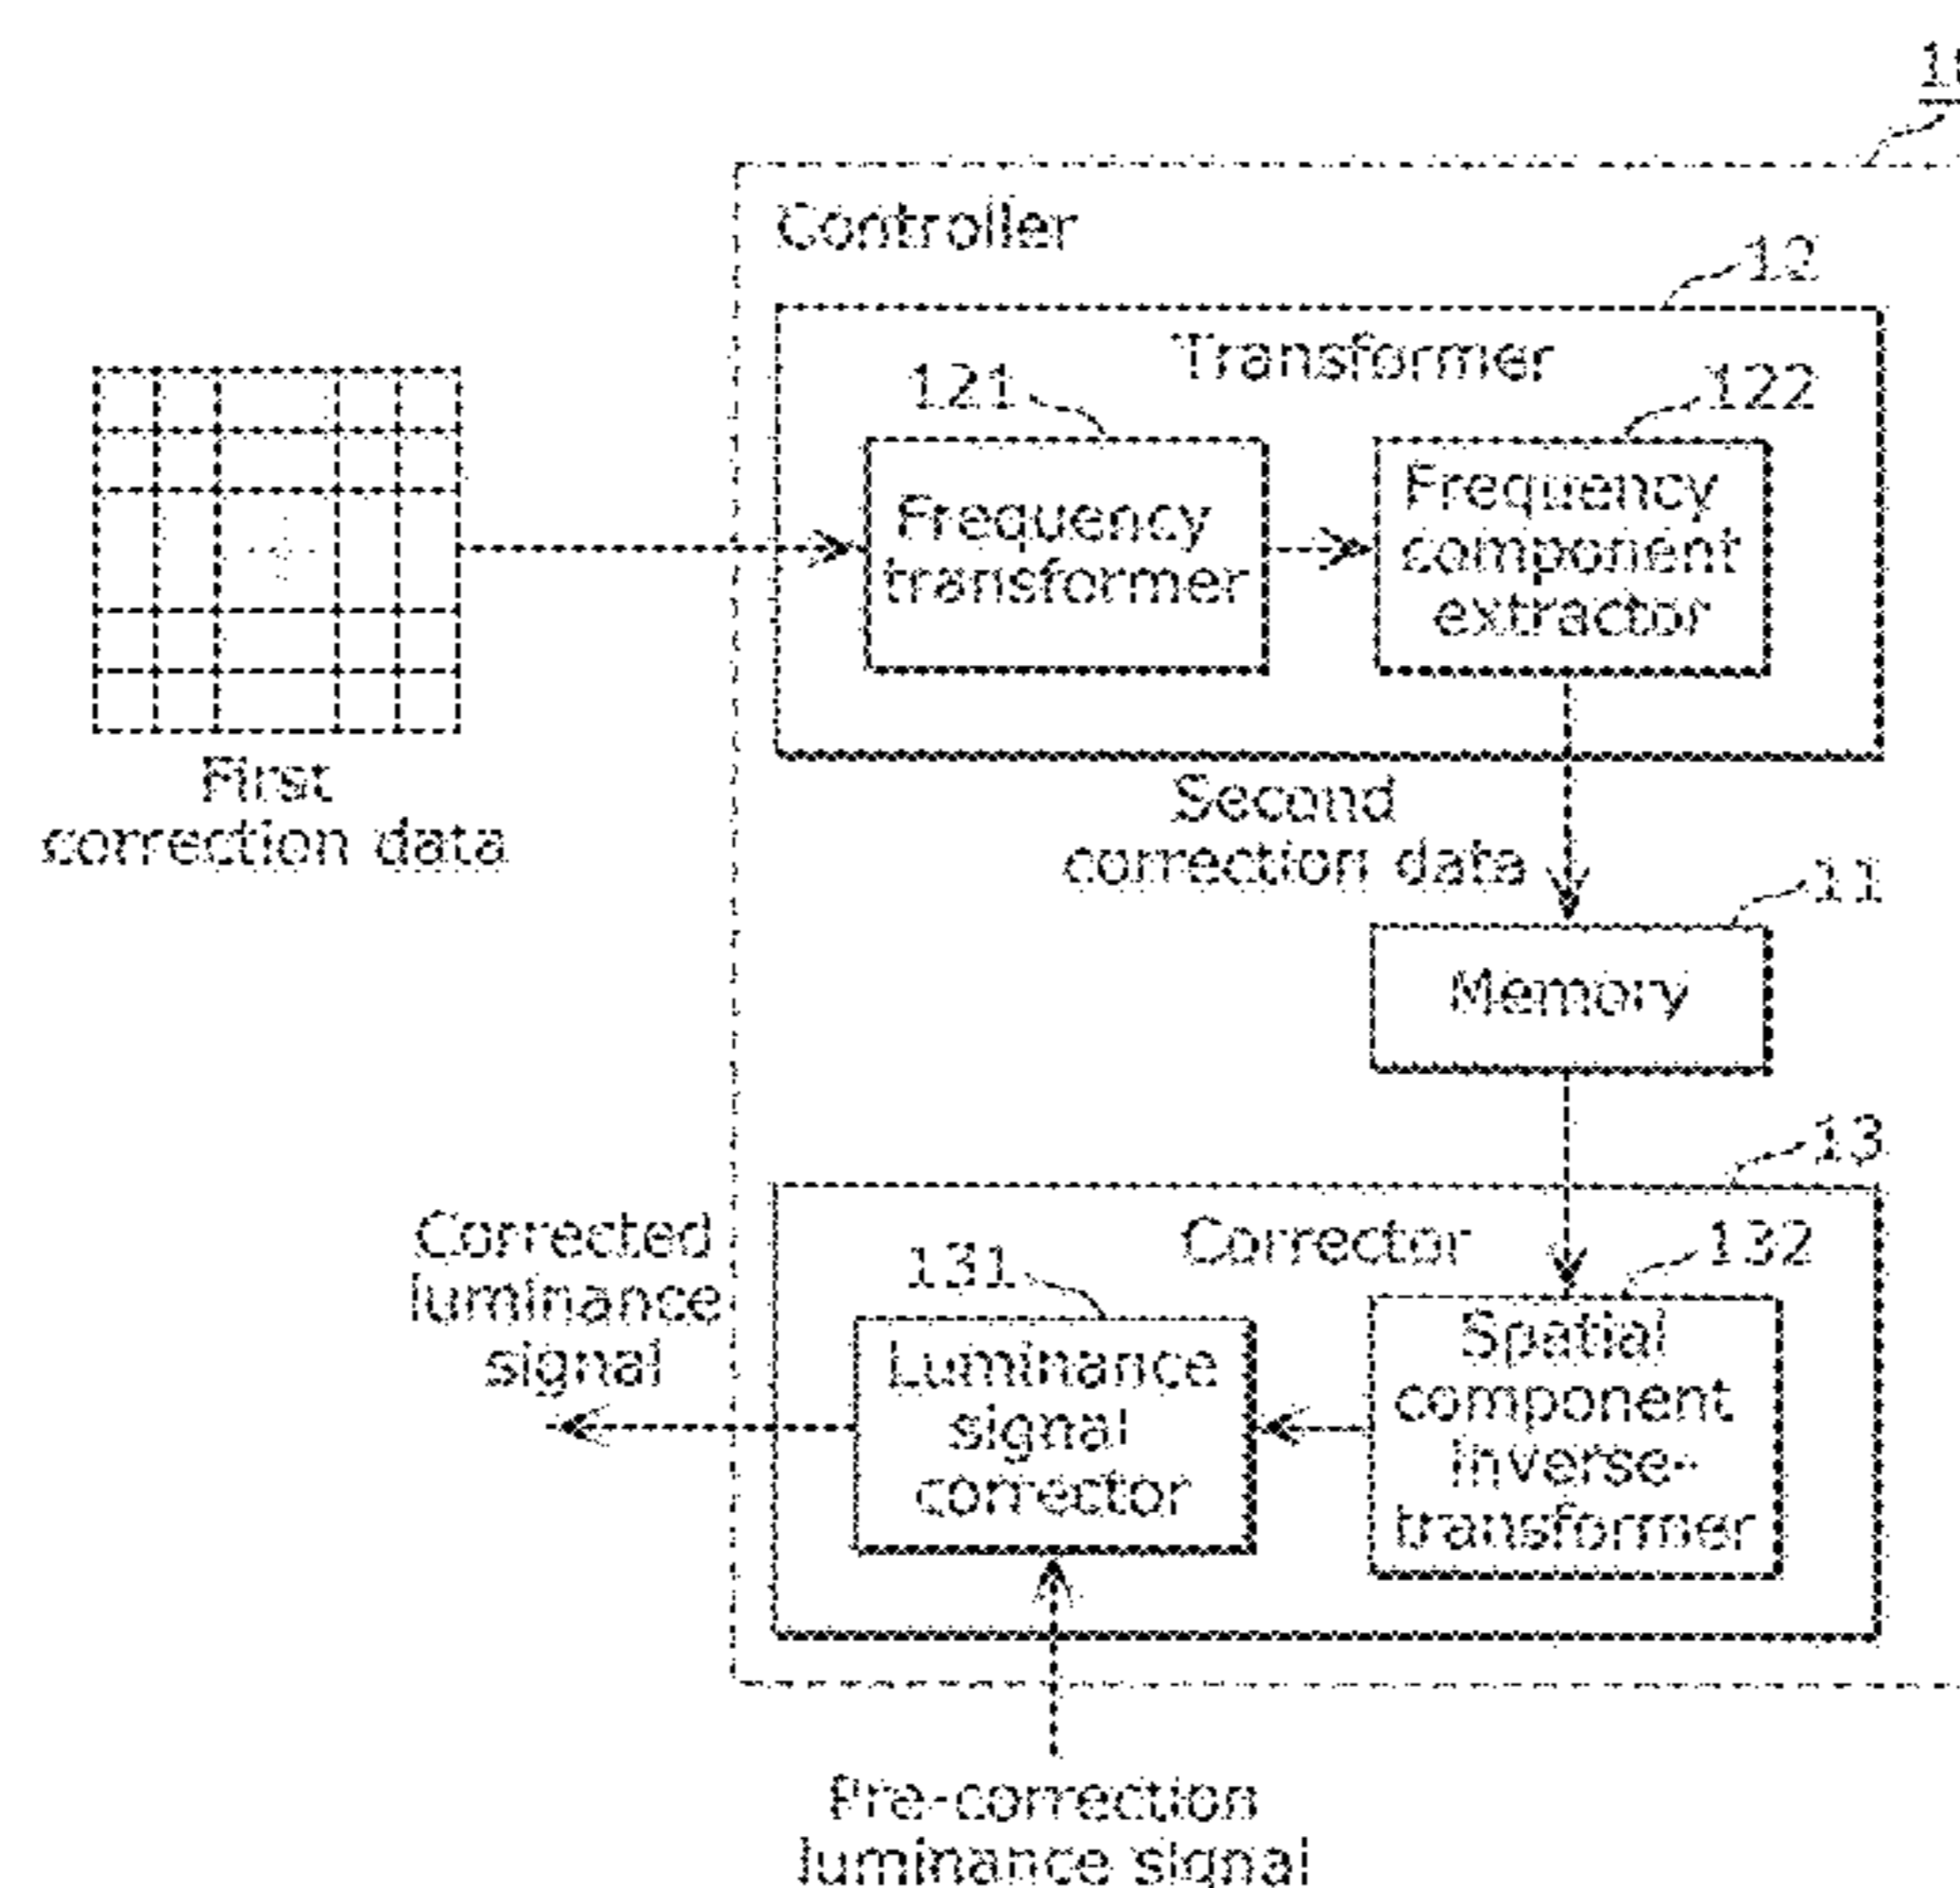 Controller
12
Transformer
121
122
Frequency
transformer
Frequency
component
extractor
First
correction data
Second
correction data
11
Memory
13
Corrected
luminance
signal
Corrector
131
132
Luminance
signal
corrector
Spatial
component
inverse-
transformer
Pre-correction
luminance signal